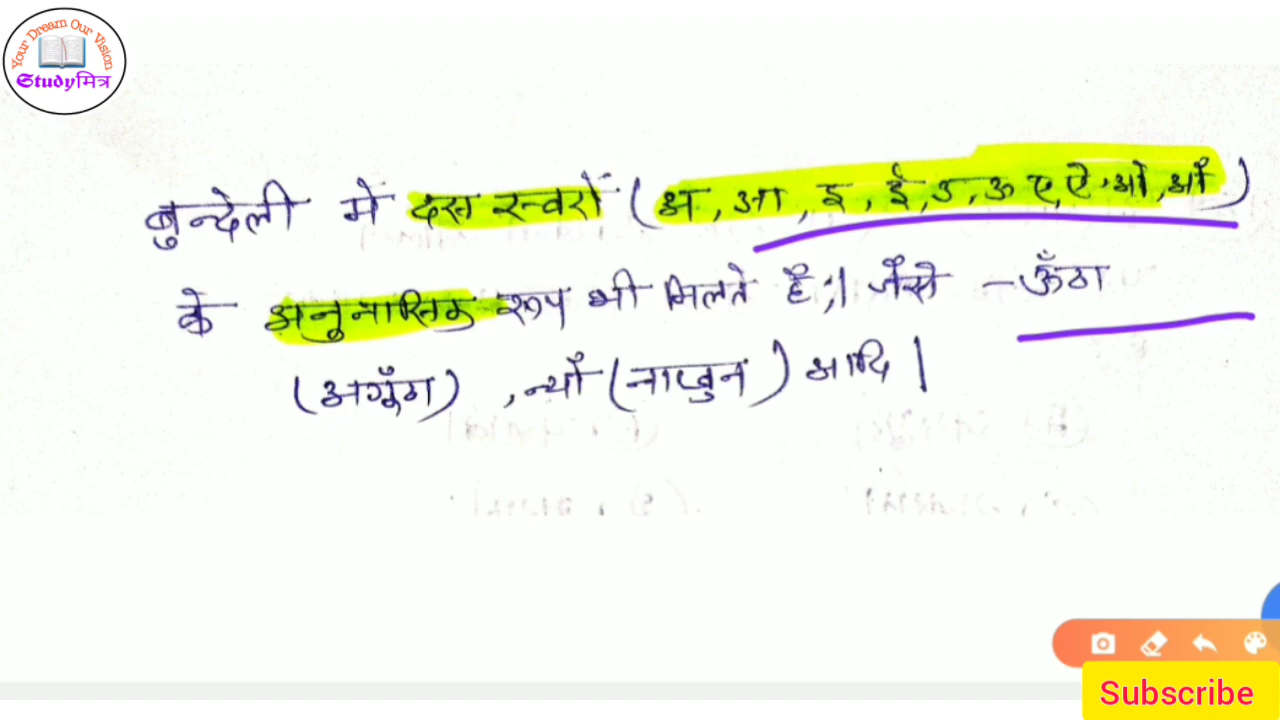 Your Dream Our Vision
Studyमित्र
बुन्देली में दस स्वरों (अ, आ, इ, ई, उ, ऊ ए, ऐ, ओ, औ)
के अनुनासिक रूप भी मिलते हैं;। जैसे - ऊँठा
(अगूँठा) , न्यौं (नाखुन) आदि |
Subscribe